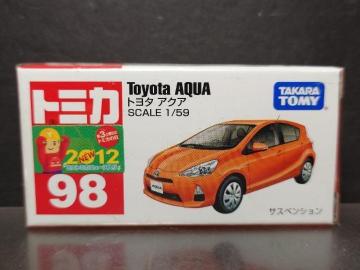 トミカ
2012
NEW
98
Toyota AQUA
トヨタ アクア
SCALE 1/59
TAKARA
TOMY
サスペンション